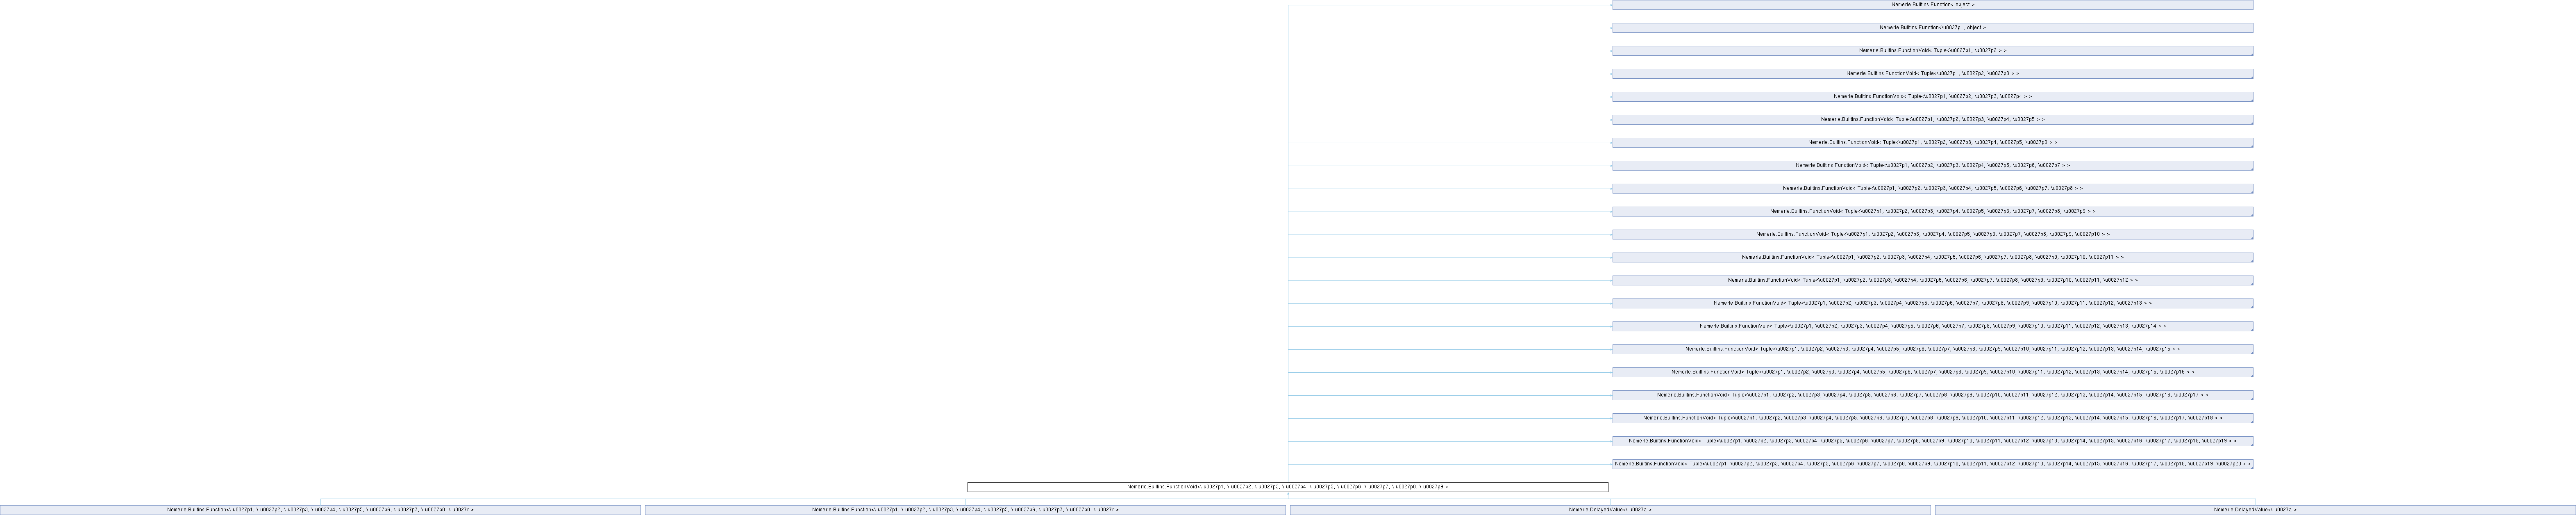 Nemerle.Builtins.Function< object >
Nemerle.Builtins.Function<\u0027p1, object >
Nemerle.Builtins.FunctionVoid< Tuple<\u0027p1, \u0027p2 > >
Nemerle.Builtins.FunctionVoid< Tuple<\u0027p1, \u0027p2, \u0027p3 > >
Nemerle.Builtins.FunctionVoid< Tuple<\u0027p1, \u0027p2, \u0027p3, \u0027p4 > >
Nemerle.Builtins.FunctionVoid< Tuple<\u0027p1, \u0027p2, \u0027p3, \u0027p4, \u0027p5 > >
Nemerle.Builtins.FunctionVoid< Tuple<\u0027p1, \u0027p2, \u0027p3, \u0027p4, \u0027p5, \u0027p6 > >
Nemerle.Builtins.FunctionVoid< Tuple<\u0027p1, \u0027p2, \u0027p3, \u0027p4, \u0027p5, \u0027p6, \u0027p7 > >
Nemerle.Builtins.FunctionVoid< Tuple<\u0027p1, \u0027p2, \u0027p3, \u0027p4, \u0027p5, \u0027p6, \u0027p7, \u0027p8 > >
Nemerle.Builtins.FunctionVoid< Tuple<\u0027p1, \u0027p2, \u0027p3, \u0027p4, \u0027p5, \u0027p6, \u0027p7, \u0027p8, \u0027p9 > >
Nemerle.Builtins.FunctionVoid< Tuple<\u0027p1, \u0027p2, \u0027p3, \u0027p4, \u0027p5, \u0027p6, \u0027p7, \u0027p8, \u0027p9, \u0027p10 > >
Nemerle.Builtins.FunctionVoid< Tuple<\u0027p1, \u0027p2, \u0027p3, \u0027p4, \u0027p5, \u0027p6, \u0027p7, \u0027p8, \u0027p9, \u0027p10, \u0027p11 > >
Nemerle.Builtins.FunctionVoid< Tuple<\u0027p1, \u0027p2, \u0027p3, \u0027p4, \u0027p5, \u0027p6, \u0027p7, \u0027p8, \u0027p9, \u0027p10, \u0027p11, \u0027p12 > >
Nemerle.Builtins.FunctionVoid< Tuple<\u0027p1, \u0027p2, \u0027p3, \u0027p4, \u0027p5, \u0027p6, \u0027p7, \u0027p8, \u0027p9, \u0027p10, \u0027p11, \u0027p12, \u0027p13 > >
Nemerle.Builtins.FunctionVoid< Tuple<\u0027p1, \u0027p2, \u0027p3, \u0027p4, \u0027p5, \u0027p6, \u0027p7, \u0027p8, \u0027p9, \u0027p10, \u0027p11, \u0027p12, \u0027p13, \u0027p14 > >
Nemerle.Builtins.FunctionVoid< Tuple<\u0027p1, \u0027p2, \u0027p3, \u0027p4, \u0027p5, \u0027p6, \u0027p7, \u0027p8, \u0027p9, \u0027p10, \u0027p11, \u0027p12, \u0027p13, \u0027p14, \u0027p15 > >
Nemerle.Builtins.FunctionVoid< Tuple<\u0027p1, \u0027p2, \u0027p3, \u0027p4, \u0027p5, \u0027p6, \u0027p7, \u0027p8, \u0027p9, \u0027p10, \u0027p11, \u0027p12, \u0027p13, \u0027p14, \u0027p15, \u0027p16 > >
Nemerle.Builtins.FunctionVoid< Tuple<\u0027p1, \u0027p2, \u0027p3, \u0027p4, \u0027p5, \u0027p6, \u0027p7, \u0027p8, \u0027p9, \u0027p10, \u0027p11, \u0027p12, \u0027p13, \u0027p14, \u0027p15, \u0027p16, \u0027p17 > >
Nemerle.Builtins.FunctionVoid< Tuple<\u0027p1, \u0027p2, \u0027p3, \u0027p4, \u0027p5, \u0027p6, \u0027p7, \u0027p8, \u0027p9, \u0027p10, \u0027p11, \u0027p12, \u0027p13, \u0027p14, \u0027p15, \u0027p16, \u0027p17, \u0027p18 > >
Nemerle.Builtins.FunctionVoid< Tuple<\u0027p1, \u0027p2, \u0027p3, \u0027p4, \u0027p5, \u0027p6, \u0027p7, \u0027p8, \u0027p9, \u0027p10, \u0027p11, \u0027p12, \u0027p13, \u0027p14, \u0027p15, \u0027p16, \u0027p17, \u0027p18, \u0027p19 > >
Nemerle.Builtins.FunctionVoid< Tuple<\u0027p1, \u0027p2, \u0027p3, \u0027p4, \u0027p5, \u0027p6, \u0027p7, \u0027p8, \u0027p9, \u0027p10, \u0027p11, \u0027p12, \u0027p13, \u0027p14, \u0027p15, \u0027p16, \u0027p17, \u0027p18, \u0027p19, \u0027p20 > >
Nemerle.Builtins.FunctionVoid<\ u0027p1, \ u0027p2, \ u0027p3, \ u0027p4, \ u0027p5, \ u0027p6, \ u0027p7, \ u0027p8, \ u0027p9 >
Nemerle.Builtins.Function<\ u0027p1, \ u0027p2, \ u0027p3, \ u0027p4, \ u0027p5, \ u0027p6, \ u0027p7, \ u0027p8, \ u0027r >
Nemerle.Builtins.Function<\ u0027p1, \ u0027p2, \ u0027p3, \ u0027p4, \ u0027p5, \ u0027p6, \ u0027p7, \ u0027p8, \ u0027r >
Nemerle.DelayedValue<\ u0027a >
Nemerle.DelayedValue<\ u0027a >